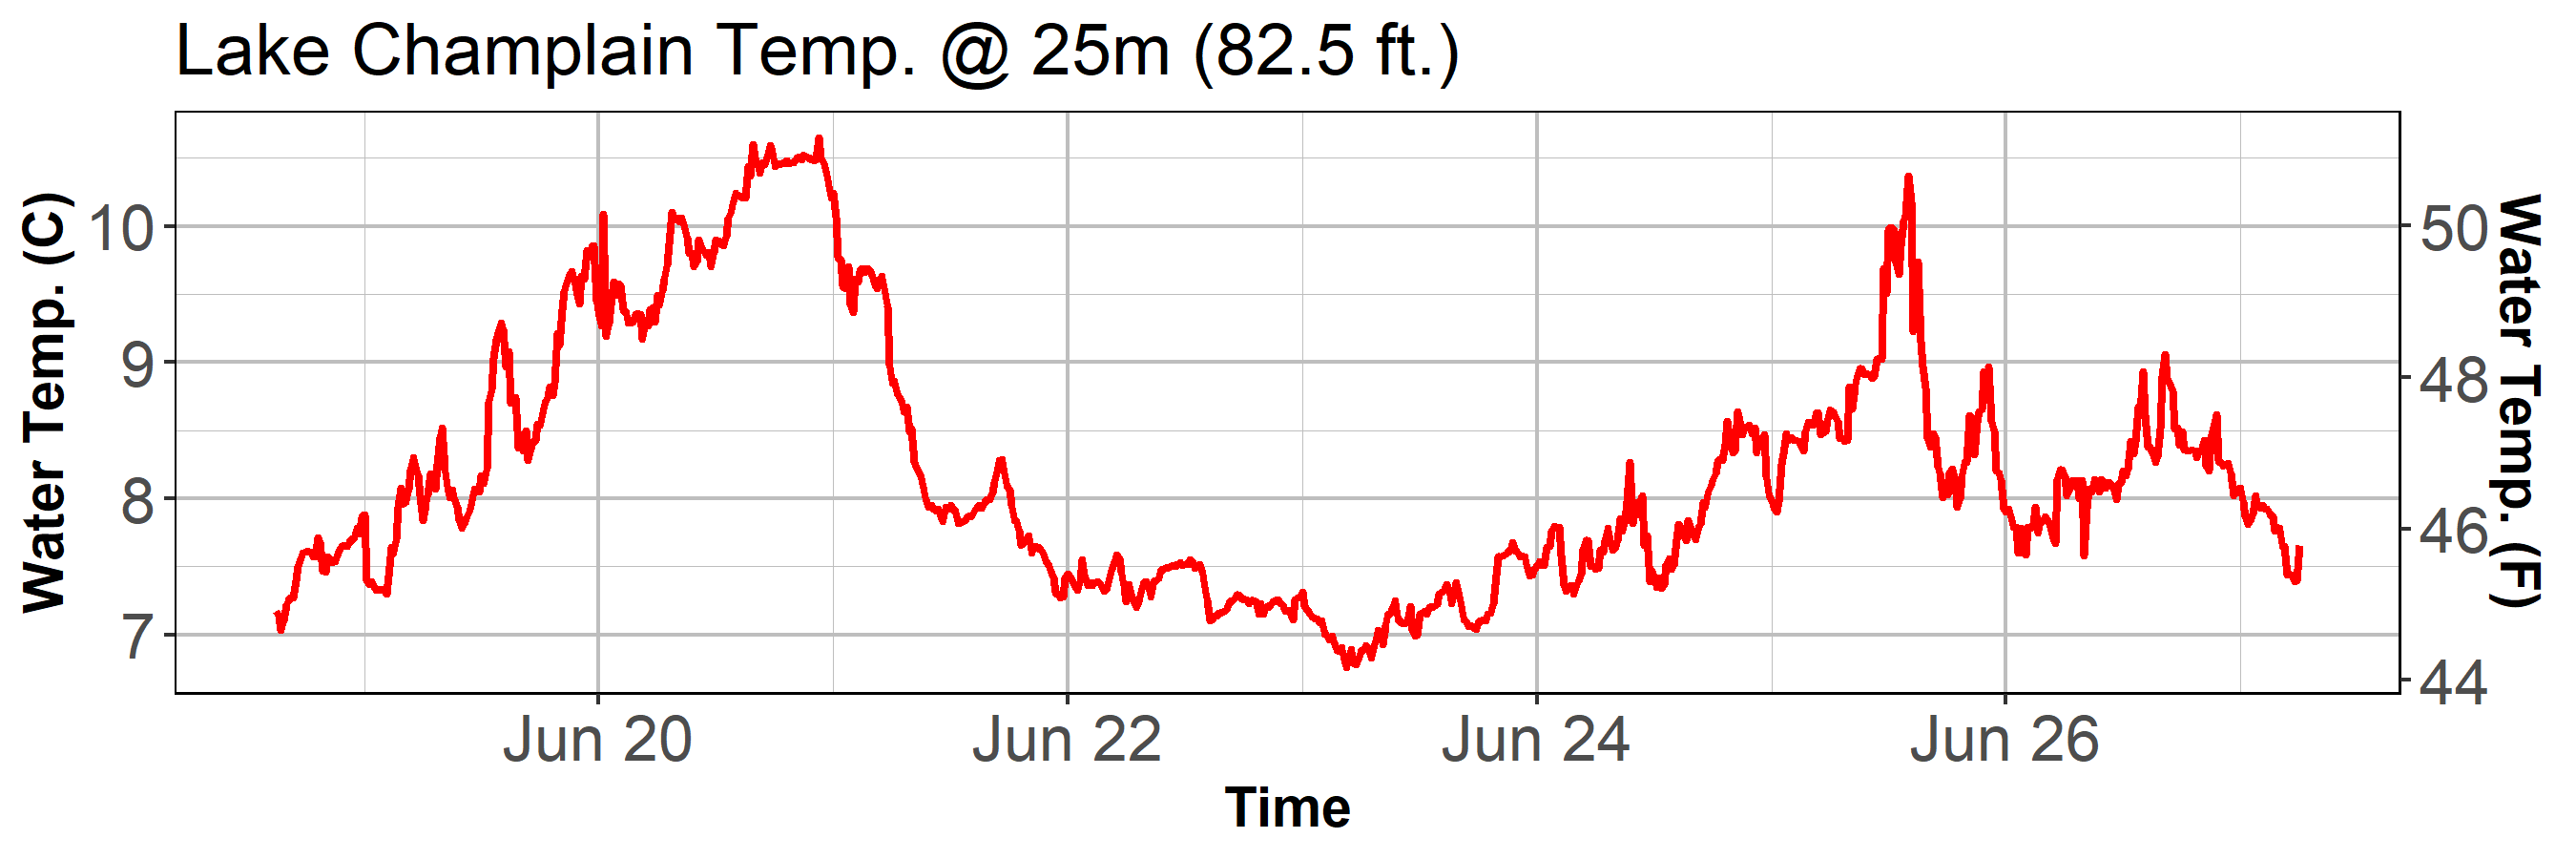 Lake Champlain Temp. @ 25m (82.5 ft.)
Water Temp. (C)
10
9
8
7
50
48
46
44
Water Temp. (F)
Jun 20 Jun 22 Jun 24 Jun 26
Time